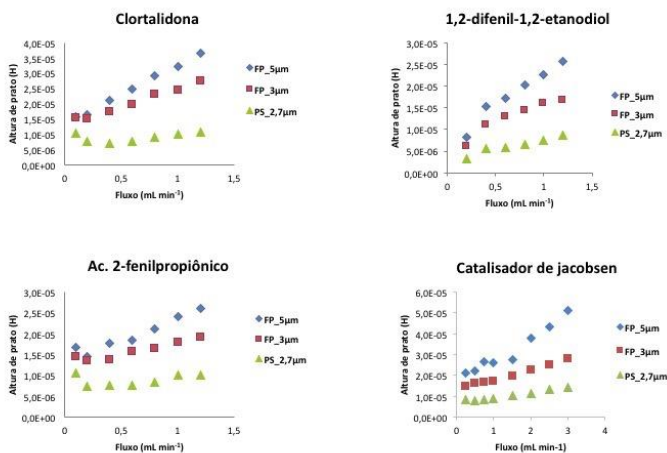 Clortalidona
4,0E-05
3,5E-05
3,0E-05
2,5E-05
2,0E-05
1,5E-05
1,0E-05
5,0E-06
0,0E+00
Altura de prato (H)
0
0,5
1
1,5
Fluxo (mL min⁻¹)
FP_5µm
FP_3µm
PS_2,7µm
1,2-difenil-1,2-etanodiol
3,0E-05
2,5E-05
2,0E-05
1,5E-05
1,0E-05
5,0E-06
0,0E+00
Altura de prato (H)
0
0,5
1
1,5
Fluxo (mL min⁻¹)
FP_5µm
FP_3µm
PS_2,7µm
Ac. 2-fenilpropiônico
3,0E-05
2,5E-05
2,0E-05
1,5E-05
1,0E-05
5,0E-06
0,0E+00
Altura de prato (H)
0
0,5
1
1,5
Fluxo (mL min⁻¹)
FP_5µm
FP_3µm
PS_2,7µm
Catalisador de jacobsen
6,0E-05
5,0E-05
4,0E-05
3,0E-05
2,0E-05
1,0E-05
0,0E+00
Altura de prato (H)
0
1
2
3
4
Fluxo (mL min-1)
FP_5µm
FP_3µm
PS_2,7µm